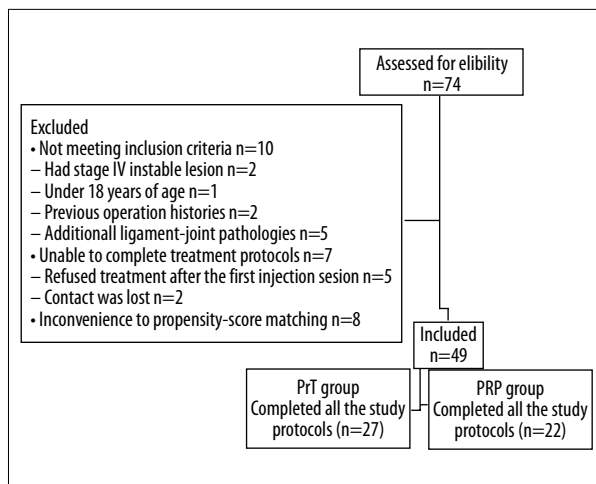 Assessed for elibility
n=74
Excluded
• Not meeting inclusion criteria n=10
– Had stage IV instable lesion n=2
– Under 18 years of age n=1
– Previous operation histories n=2
– Additionall ligament-joint pathologies n=5
• Unable to complete treatment protocols n=7
– Refused treatment after the first injection sesion n=5
– Contact was lost n=2
• Inconvenience to propensity-score matching n=8
Included
n=49
PrT group
Completed all the study
protocols (n=27)
PRP group
Completed all the study
protocols (n=22)